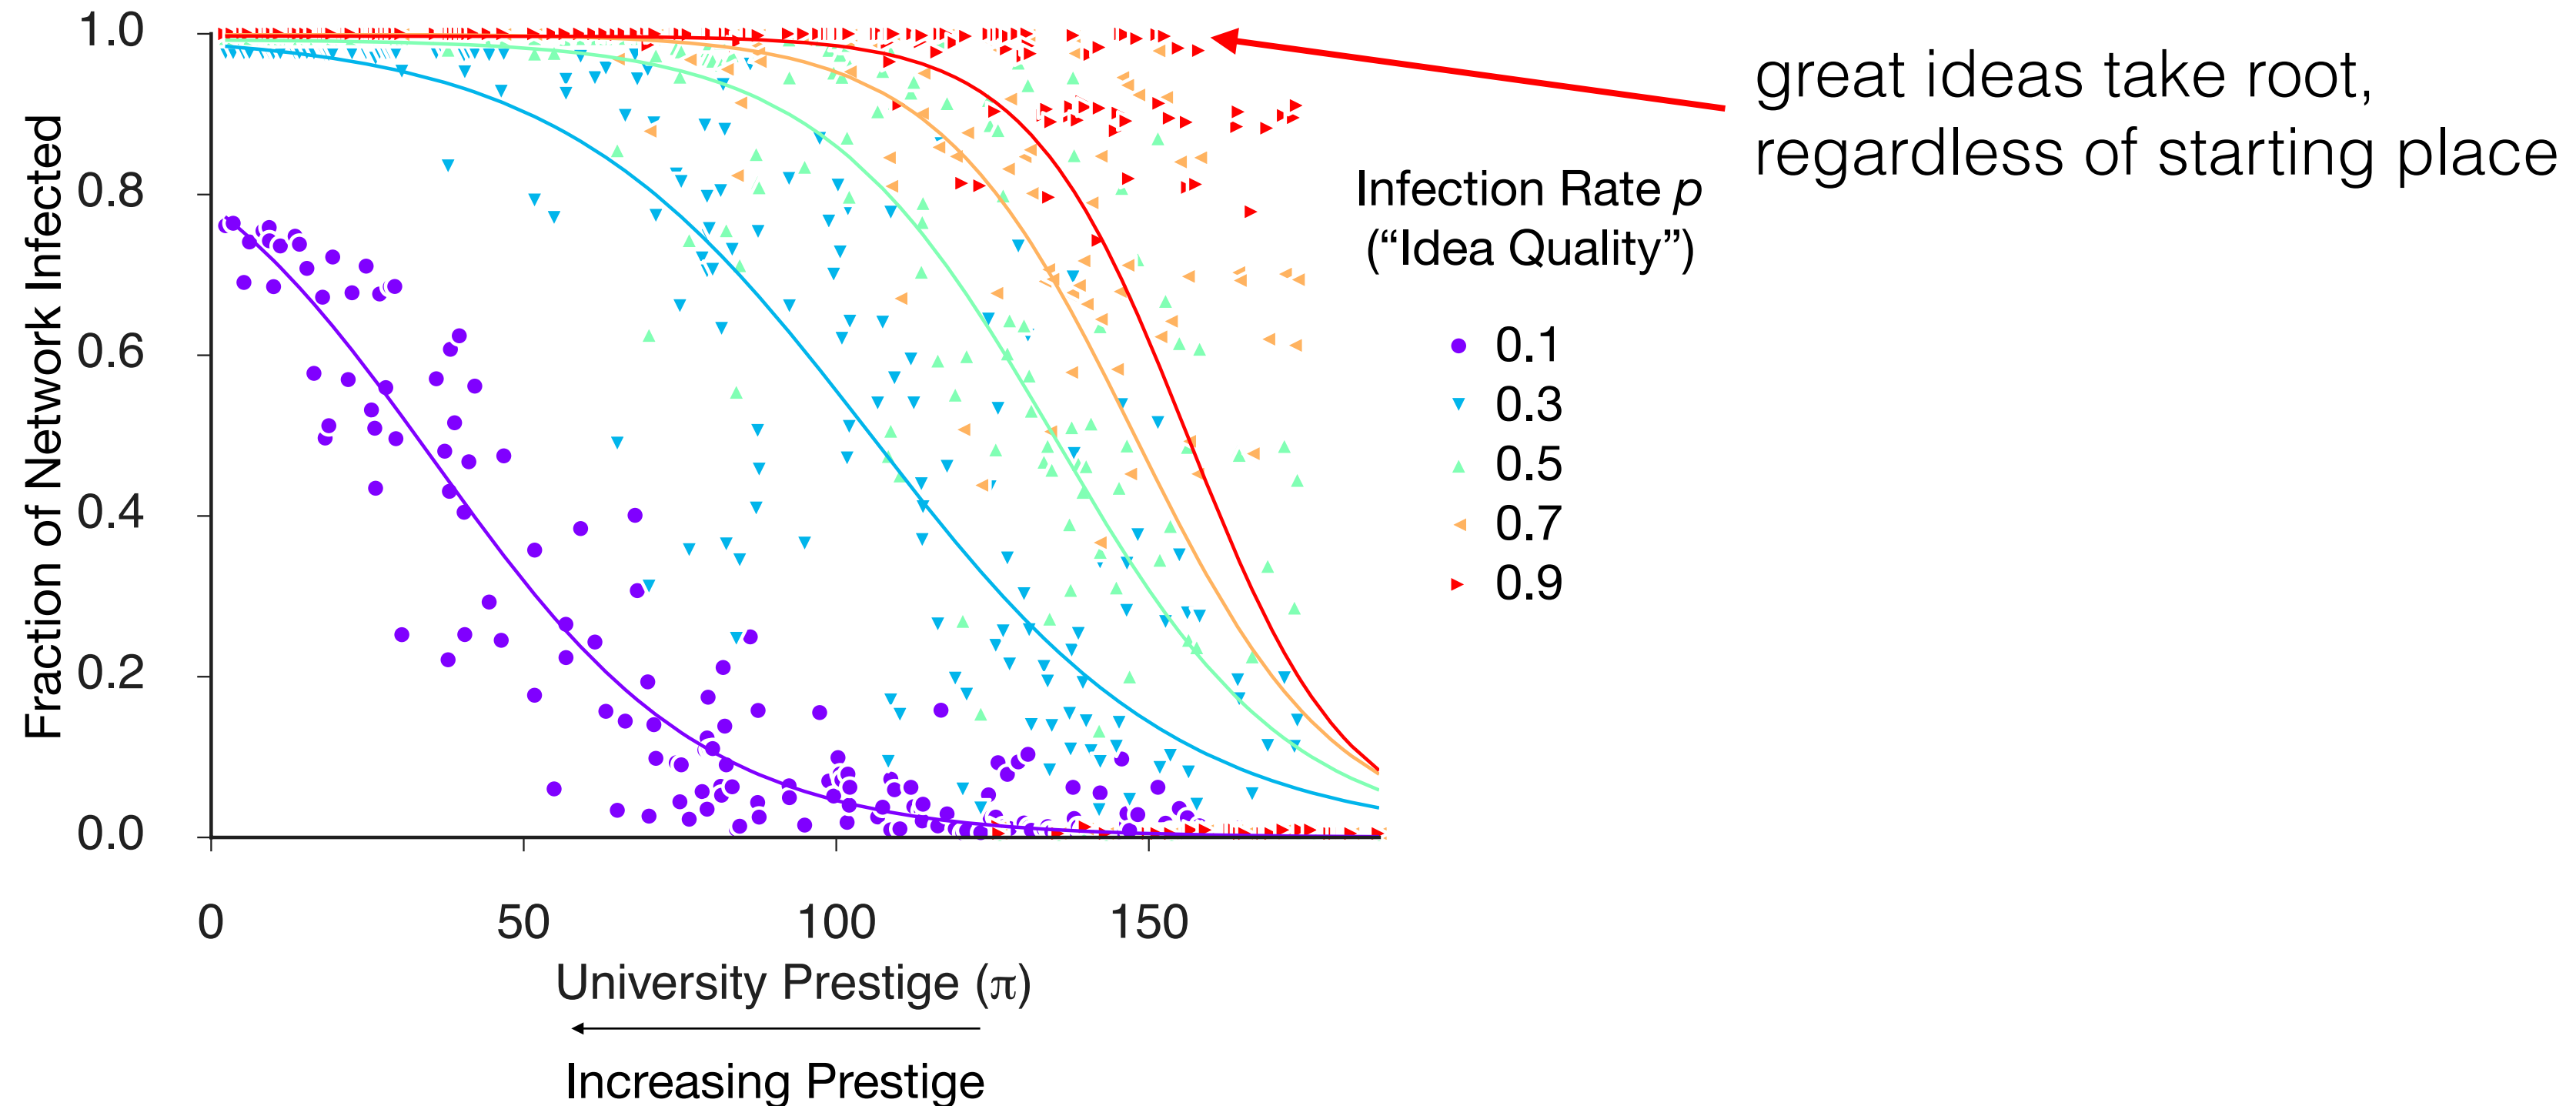 1.0
0.8
0.6
0.4
0.2
0.0
Fraction of Network Infected
0
50
100
150
University Prestige (π)
Increasing Prestige
great ideas take root,
regardless of starting place
Infection Rate p
(“Idea Quality”)
0.1
0.3
0.5
0.7
0.9